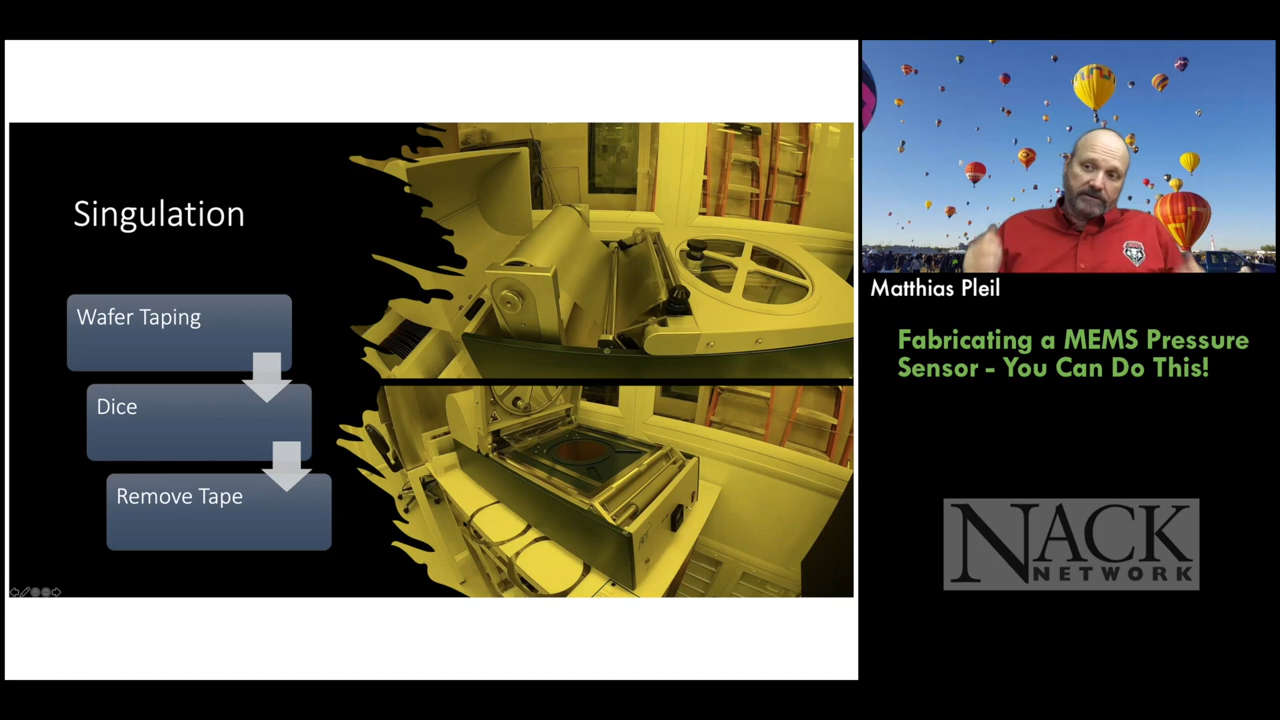 Singulation
Wafer Taping
Dice
Remove Tape
Matthias Pleil
Fabricating a MEMS Pressure
Sensor - You Can Do This!
NACK
NETWORK